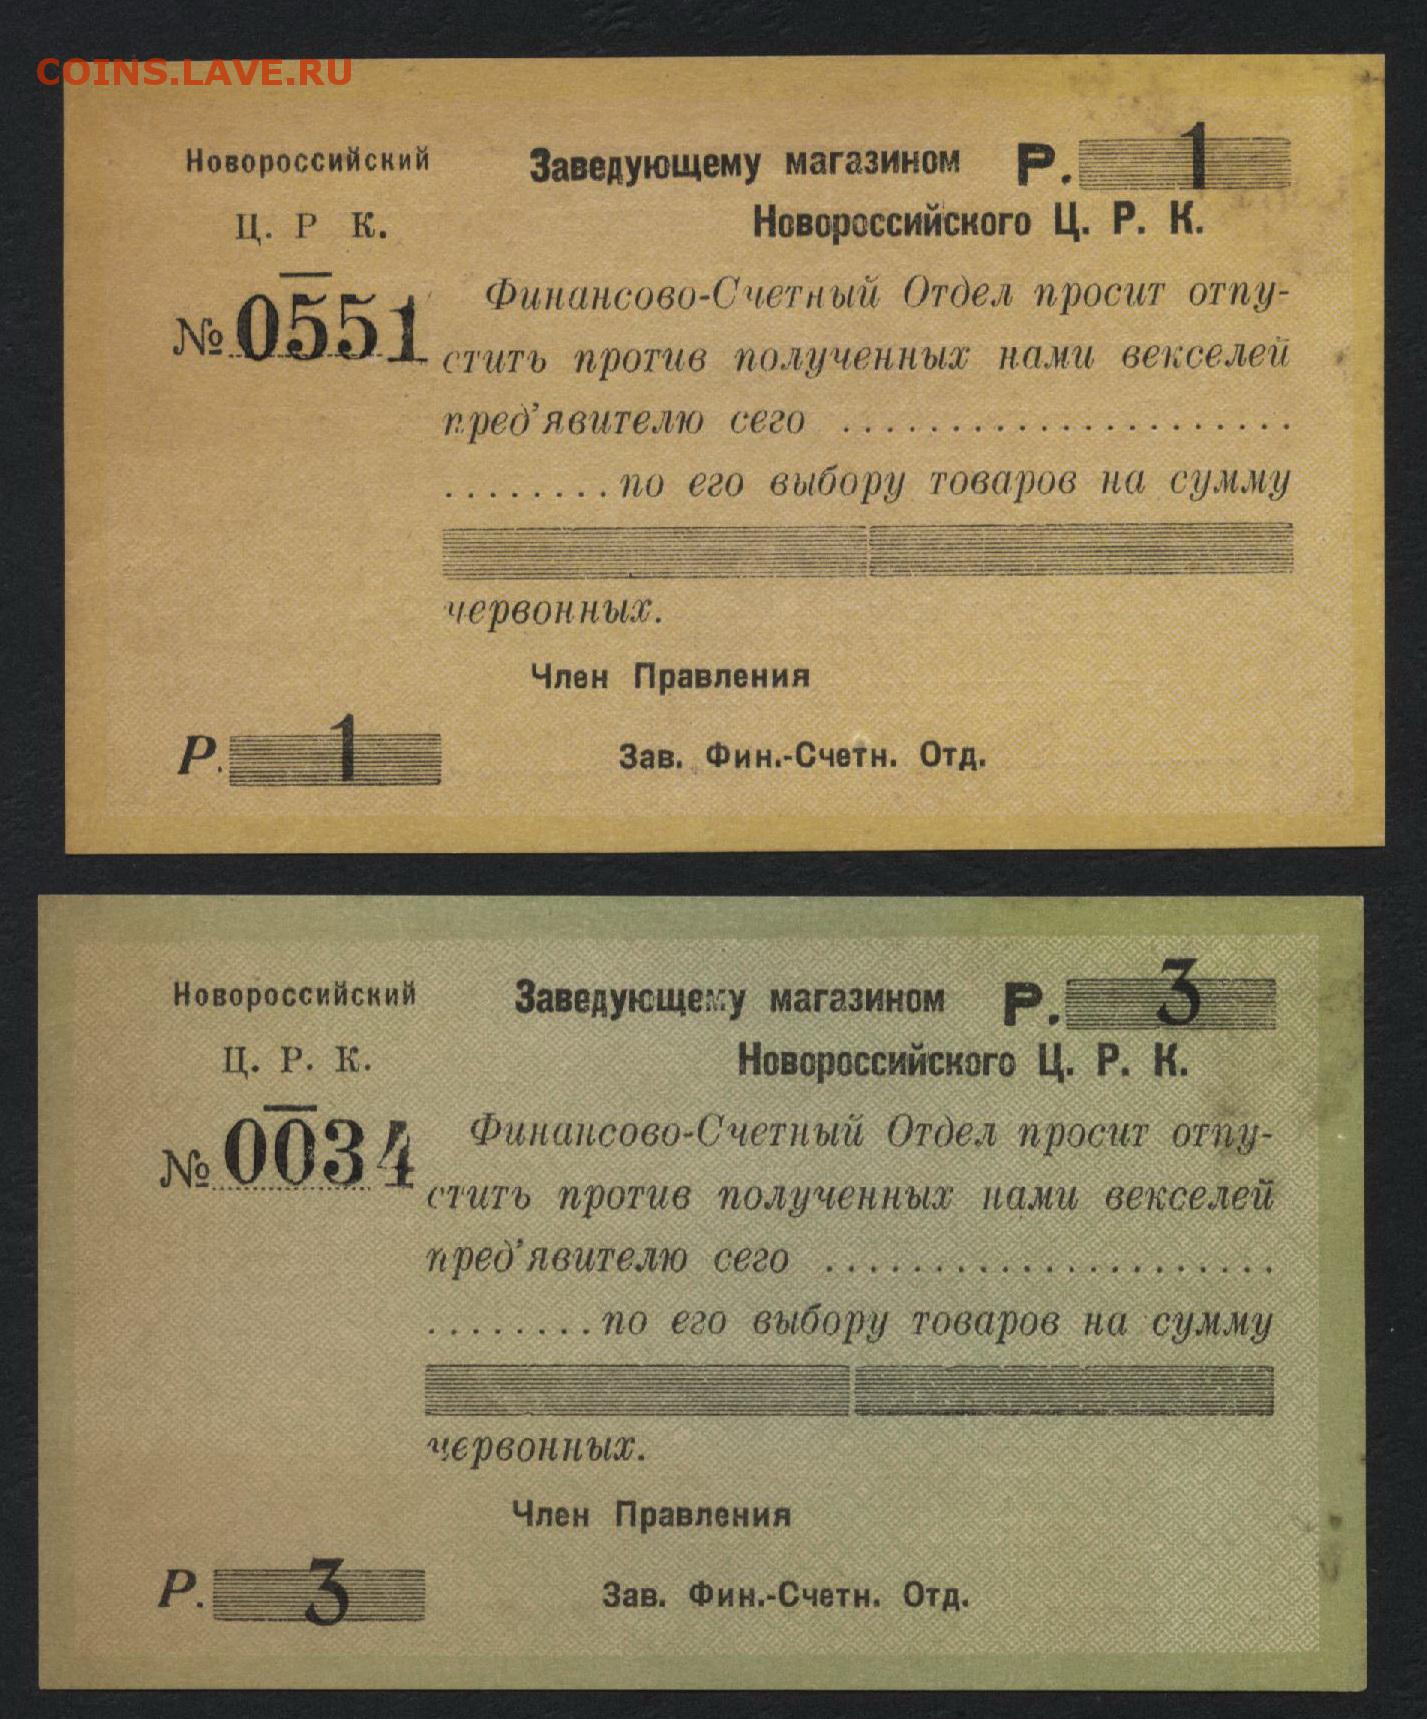 COINS.LAVE.RU
Новороссийский
Ц. Р К.
№ 0551
Заведующему магазином Р. 1
Новороссийского Ц. Р. К.
Финансово-Счетный Отдел просит отпу-
стить против полученных нами векселей
пред'явителю сего ......................
........по его выбору товаров на сумму
червонных.
Член Правления
Р. 1
Зав. Фин.-Счетн. Отд.
Новороссийский
Ц. Р. К.
№ 0034
Заведующему магазином Р. 3
Новороссийского Ц. Р. К.
Финансово-Счетный Отдел просит отпу-
стить против полученных нами векселей
пред'явителю сего ......................
........по его выбору товаров на сумму
червонных.
Член Правления
Р. 3
Зав. Фин.-Счетн. Отд.